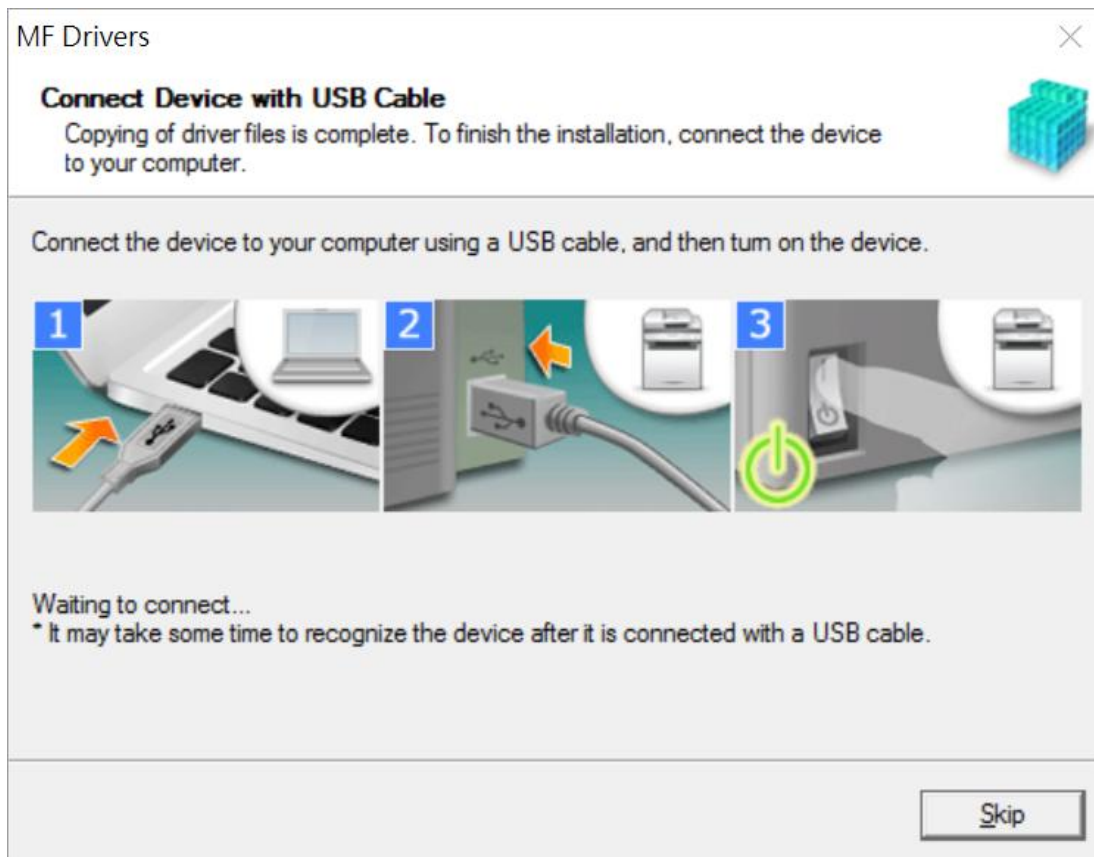 MF Drivers
Connect Device with USB Cable
Copying of driver files is complete. To finish the installation, connect the device
to your computer.
Connect the device to your computer using a USB cable, and then turn on the device.
1
2
3
Waiting to connect...
* It may take some time to recognize the device after it is connected with a USB cable.
Skip